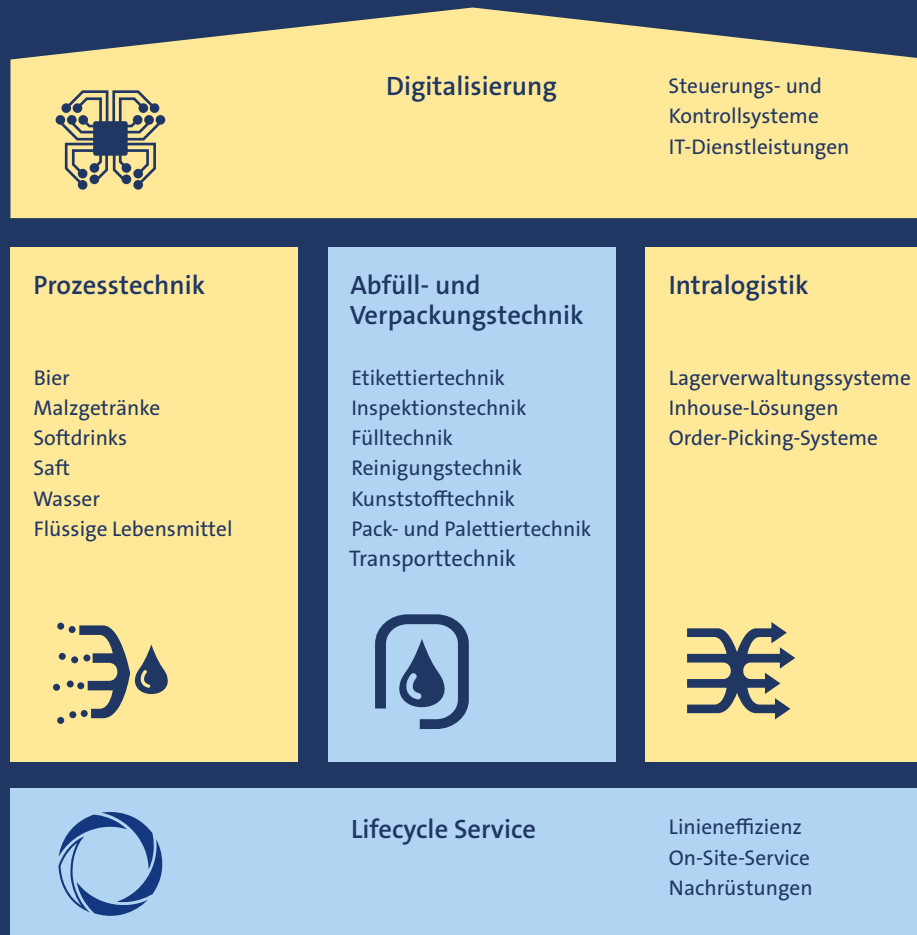 Digitalisierung
Steuerungs- und
Kontrollsysteme
IT-Dienstleistungen
Prozesstechnik
Bier
Malzgetränke
Softdrinks
Saft
Wasser
Flüssige Lebensmittel
Abfüll- und
Verpackungstechnik
Etikettiertechnik
Inspektionstechnik
Fülltechnik
Reinigungstechnik
Kunststofftechnik
Pack- und Palettiertechnik
Transporttechnik
Intralogistik
Lagerverwaltungssysteme
Inhouse-Lösungen
Order-Picking-Systeme
Lifecycle Service
Linieneffizienz
On-Site-Service
Nachrüstungen